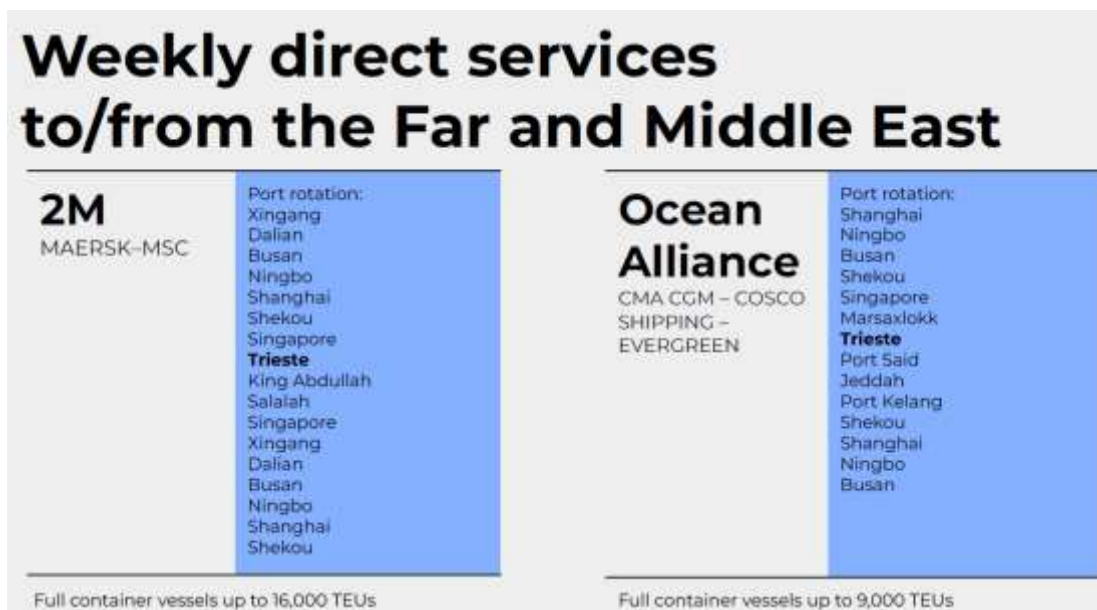 Weekly direct services
to/from the Far and Middle East
2M
MAERSK–MSC
Port rotation:
Xingang
Dalian
Busan
Ningbo
Shanghai
Shekou
Singapore
Trieste
King Abdullah
Salalah
Singapore
Xingang
Dalian
Busan
Ningbo
Shanghai
Shekou
Full container vessels up to 16,000 TEUs
Ocean
Alliance
CMA CGM – COSCO
SHIPPING –
EVERGREEN
Port rotation:
Shanghai
Ningbo
Busan
Shekou
Singapore
Marsaxlokk
Trieste
Port Said
Jeddah
Port Kelang
Shekou
Shanghai
Ningbo
Busan
Full container vessels up to 9,000 TEUs